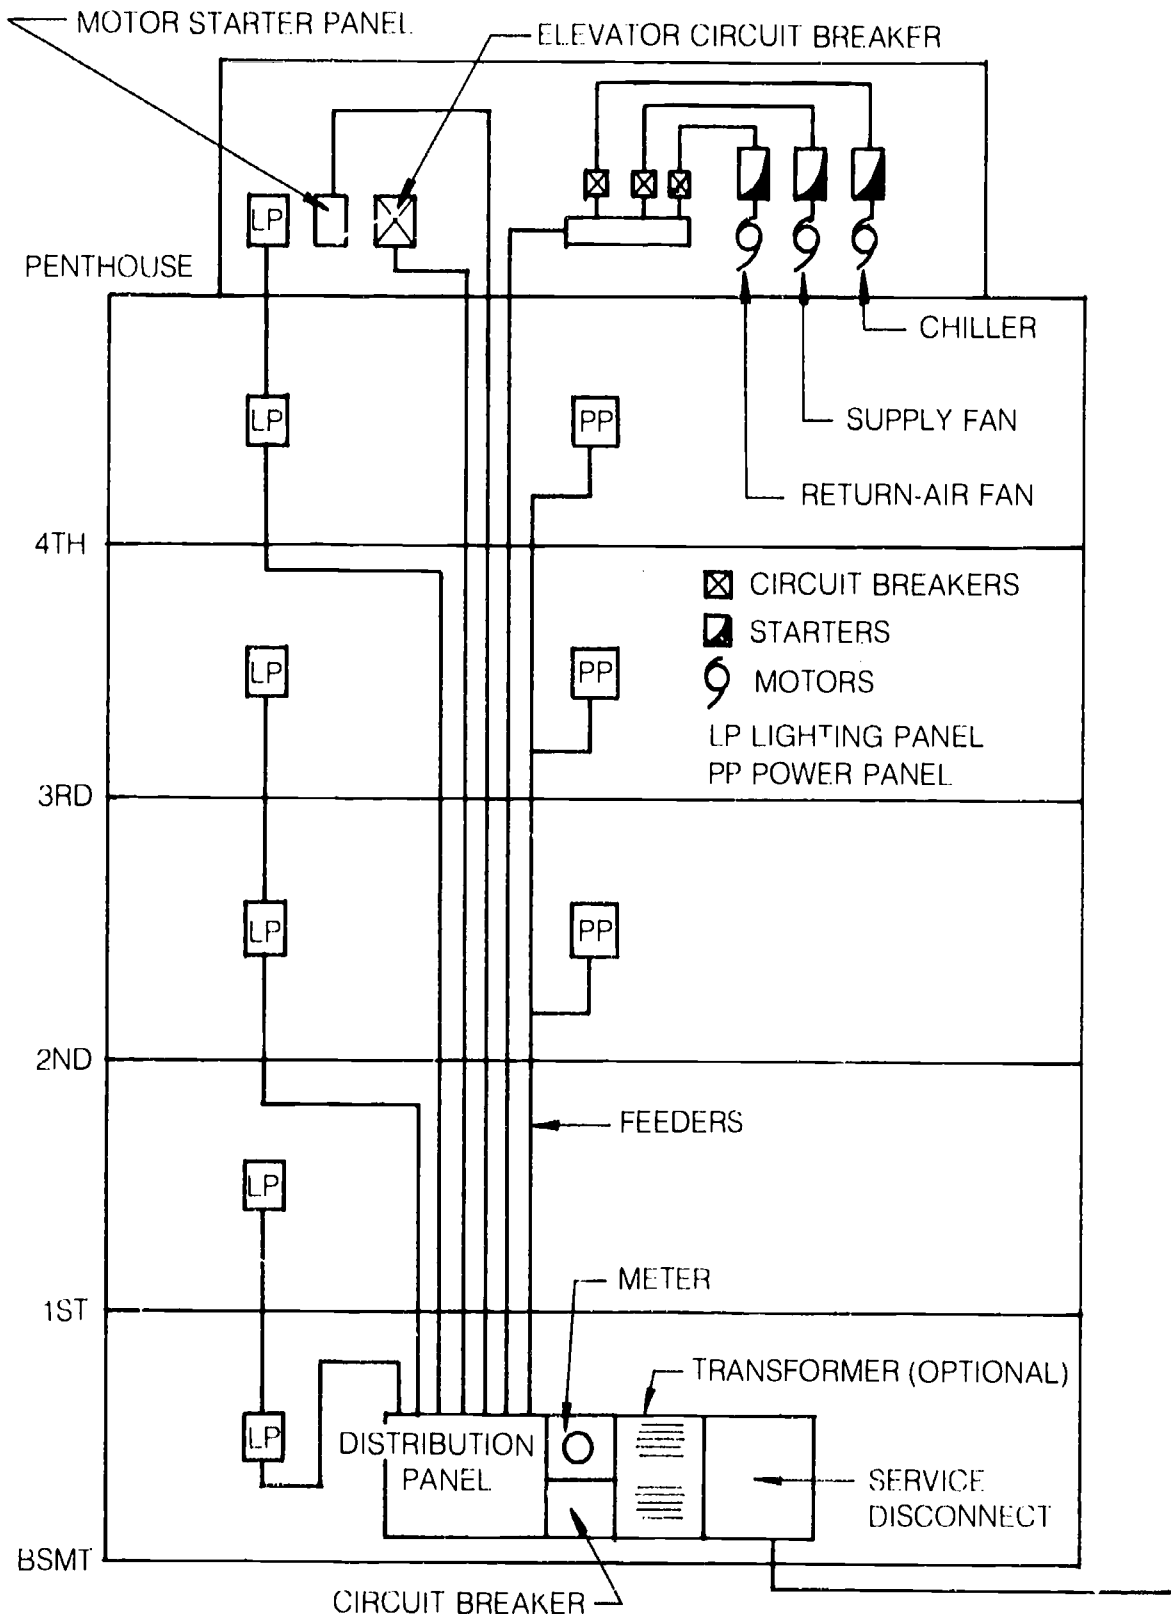 MOTOR STARTER PANEL
ELEVATOR CIRCUIT BREAKER
LP
PENTHOUSE
CHILLER
LP
PP
SUPPLY FAN
RETURN-AIR FAN
4TH
CIRCUIT BREAKERS
STARTERS
LP
PP
MOTORS
LP LIGHTING PANEL
PP POWER PANEL
3RD
LP
PP
2ND
FEEDERS
LP
METER
1ST
TRANSFORMER (OPTIONAL)
LP
DISTRIBUTION
PANEL
SERVICE
DISCONNECT
BSMT
CIRCUIT BREAKER